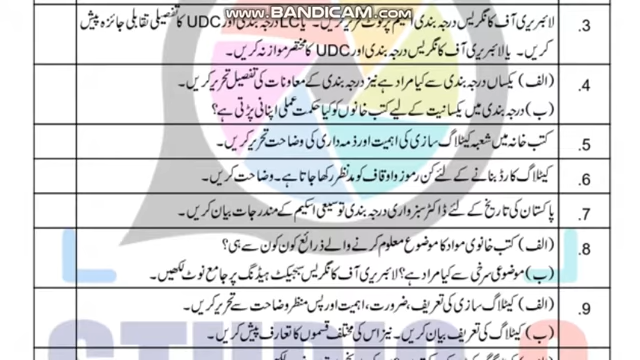 www.BANDICAM.com
3. لائبریری آف کانگریس درجہ بندی اسکیم پر نوٹ تحریر کریں۔ یا LC درجہ بندی اور UDC کا تفصیلی تقابلی جائزہ پیش
کریں۔ یا لائبریری آف کانگریس درجہ بندی اور UDC کا مختصر موازنہ کریں۔
4. (الف) یکساں درجہ بندی سے کیا مراد ہے نیز درجہ بندی کے معاونات کی تفصیل تحریر کریں۔
(ب) درجہ بندی میں یکسانیت کے لیے کتب خانوں کو کیا حکمت عملی اپنانی پڑتی ہے؟
5. کتب خانہ میں شعبہ کیٹلاگ سازی کی اہمیت اور ذمہ داری کی وضاحت تحریر کریں۔
6. کیٹلاگ کارڈ بنانے کے لئے کن رموز و اوقاف کو مدنظر رکھا جاتا ہے۔ وضاحت کریں۔
7. پاکستان کی تاریخ کے لئے ڈاکٹر سبزواری درجہ بندی توسیعی اسکیم کے مندرجات بیان کریں۔
8. (الف) کتب خانوی مواد کا موضوع معلوم کرنے والے ذرائع کون کون سے ہیں؟
(ب) موضوعی سرخی سے کیا مراد ہے؟ لائبریری آف کانگریس سبجیکٹ ہیڈنگ پر جامع نوٹ لکھیں۔
9. (الف) کیٹلاگ سازی کی تعریف، ضرورت، اہمیت اور پس منظر وضاحت سے تحریر کریں۔
(ب) کیٹلاگ کی تعریف بیان کریں۔ نیز اس کی مختلف قسموں کا تعارف پیش کریں۔